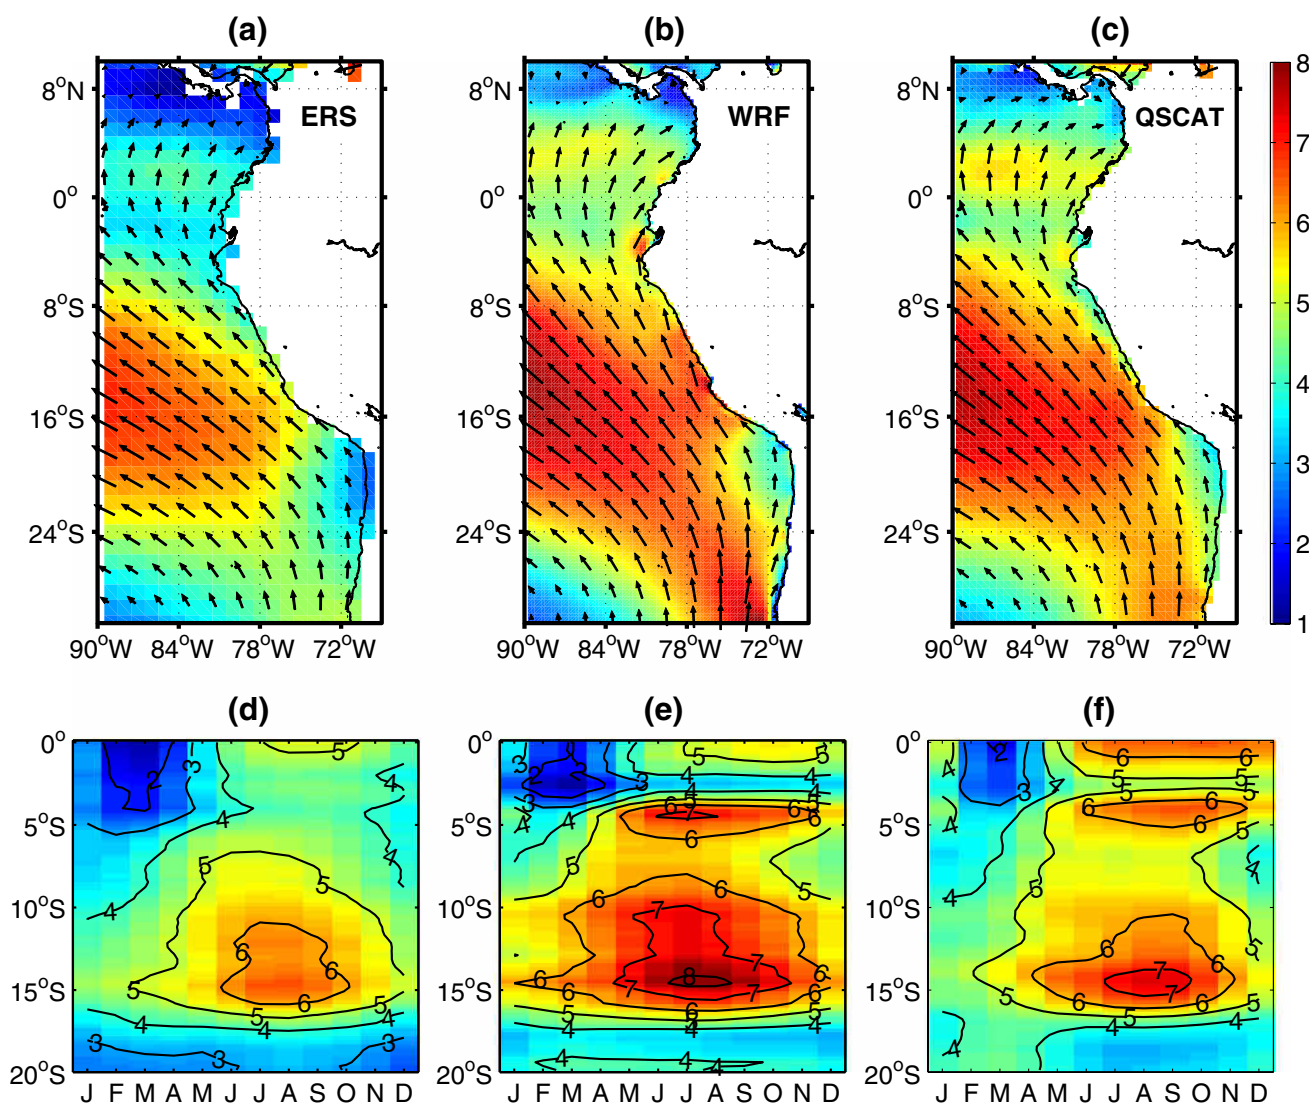 (a) (b) (c)
ERS WRF QSCAT
8°N 8°N 8°N
0° 0° 0°
8°S 8°S 8°S
16°S 16°S 16°S
24°S 24°S 24°S
90°W 84°W 78°W 72°W 90°W 84°W 78°W 72°W 90°W 84°W 78°W 72°W
8
7
6
5
4
3
2
1
(d) (e) (f)
0° 0° 0°
5°S 5°S 5°S
10°S 10°S 10°S
15°S 15°S 15°S
20°S 20°S 20°S
J F M A M J J A S O N D J F M A M J J A S O N D J F M A M J J A S O N D